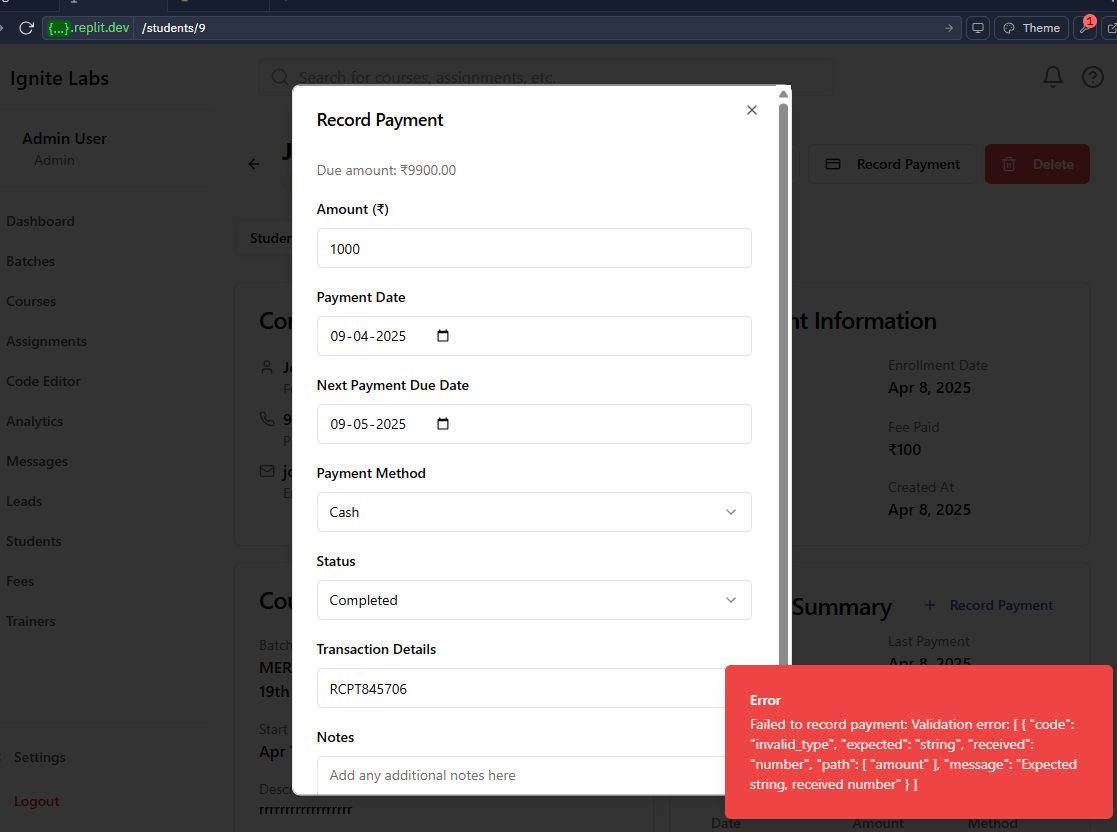 {...}.replit.dev /students/9
Theme
1
Ignite Labs
Search for courses, assignments, etc.
Admin User
Admin
Dashboard
Batches
Courses
Assignments
Code Editor
Analytics
Messages
Leads
Students
Fees
Trainers
Settings
Logout
Record Payment
Delete
Record Payment
Due amount: ₹9900.00
Amount (₹)
1000
Payment Date
09-04-2025
Next Payment Due Date
09-05-2025
Payment Method
Cash
Status
Completed
Transaction Details
RCPT845706
Notes
Add any additional notes here
Information
Enrollment Date
Apr 8, 2025
Fee Paid
₹100
Created At
Apr 8, 2025
Summary
+ Record Payment
Last Payment
Apr 8, 2025
MER
19th
Start
rrrrrrrrrrrrrrrrrr
Date Amount Method
Error
Failed to record payment: Validation error: [ { "code":
"invalid_type", "expected": "string", "received":
"number", "path": [ "amount" ], "message": "Expected
string, received number" } ]